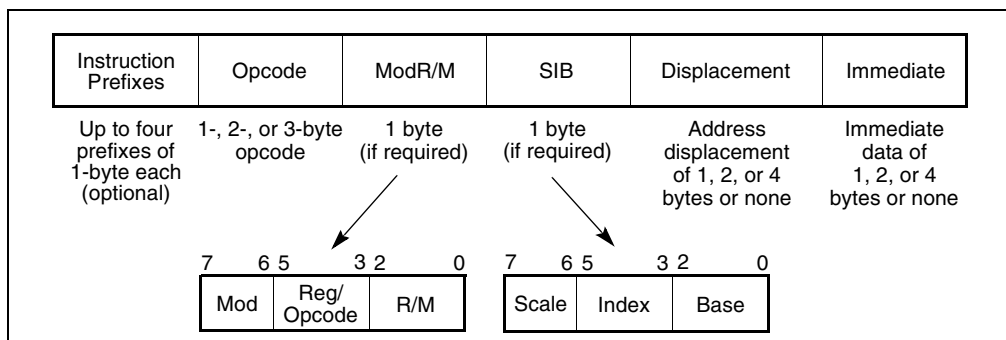 Instruction
Prefixes
Opcode
ModR/M
SIB
Displacement
Immediate
Up to four
prefixes of
1-byte each
(optional)
1-, 2-, or 3-byte
opcode
1 byte
(if required)
1 byte
(if required)
Address
displacement
of 1, 2, or 4
bytes or none
Immediate
data of
1, 2, or 4
bytes or none
7 6 5 3 2 0
Mod
Reg/
Opcode
R/M
7 6 5 3 2 0
Scale
Index
Base